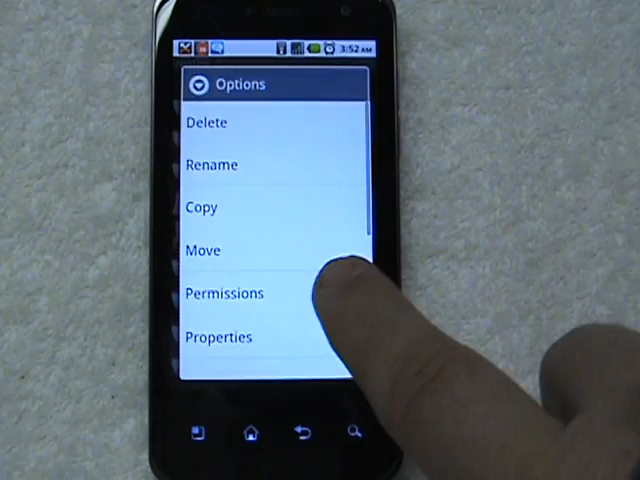 3:52 AM
Options
Delete
Rename
Copy
Move
Permissions
Properties